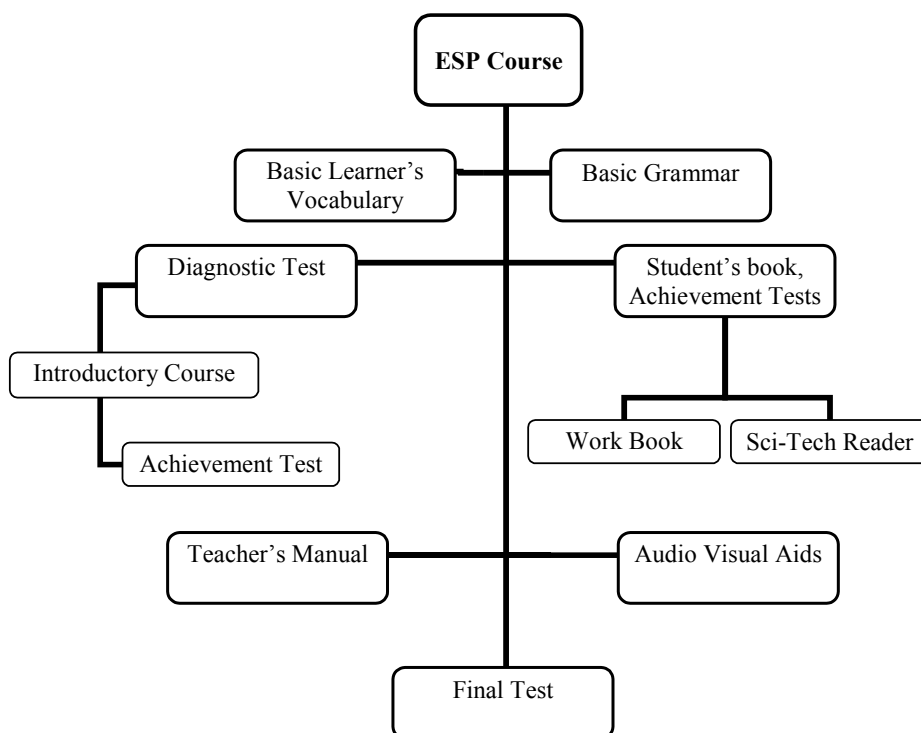 ESP Course
Basic Learner’s
Vocabulary
Basic Grammar
Diagnostic Test
Student’s book,
Achievement Tests
Introductory Course
Achievement Test
Work Book
Sci-Tech Reader
Teacher’s Manual
Audio Visual Aids
Final Test